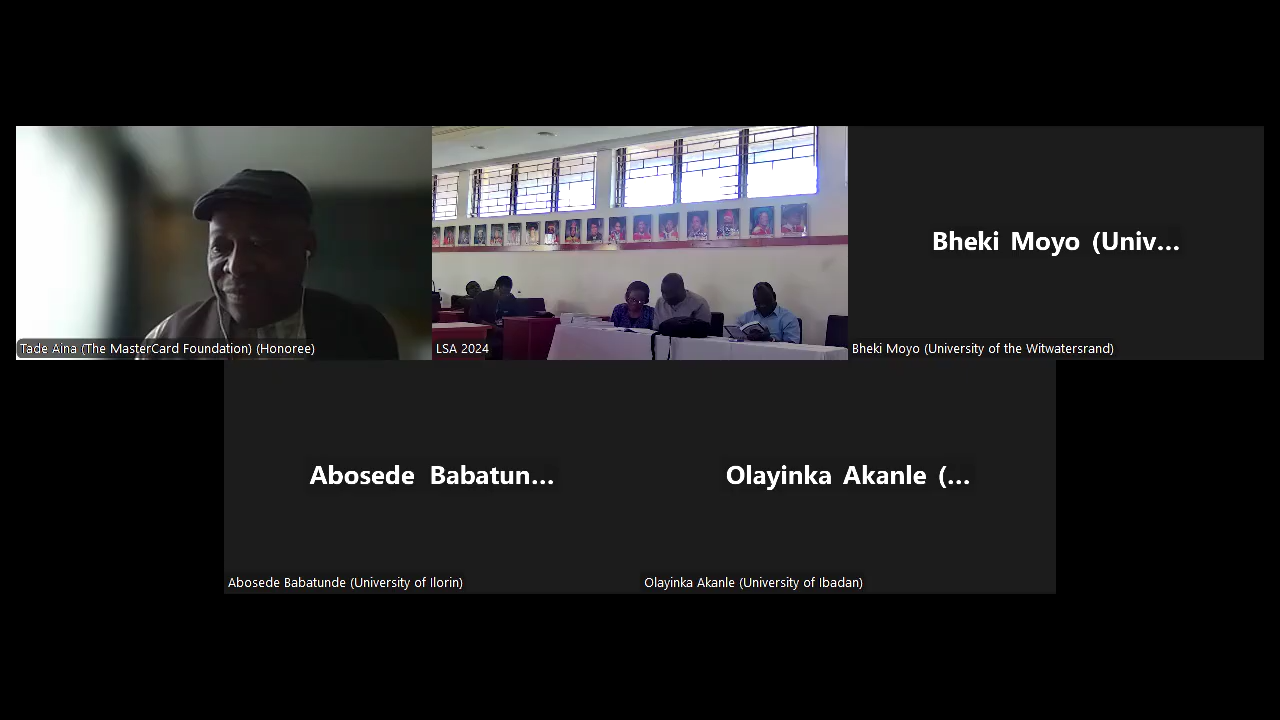 Bheki Moyo (Univ...
Tade Aina (The MasterCard Foundation) (Honoree)
LSA 2024
Bheki Moyo (University of the Witwatersrand)
Abosede Babatun...
Olayinka Akanle (...
Abosede Babatunde (University of Ilorin)
Olayinka Akanle (University of Ibadan)